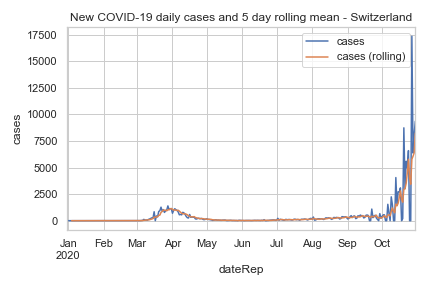 New COVID-19 daily cases and 5 day rolling mean - Switzerland
cases
cases (rolling)
17500
15000
12500
10000
7500
5000
2500
0
cases
Jan Feb Mar Apr May Jun Jul Aug Sep Oct
2020
dateRep